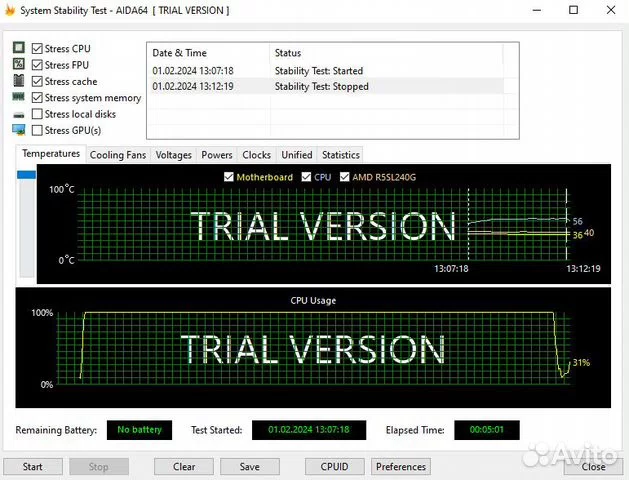 System Stability Test - AIDA64 [ TRIAL VERSION ]
Stress CPU
Stress FPU
Stress cache
Stress system memory
Stress local disks
Stress GPU(s)
Date & Time Status
01.02.2024 13:07:18 Stability Test: Started
01.02.2024 13:12:19 Stability Test: Stopped
Temperatures Cooling Fans Voltages Powers Clocks Unified Statistics
Motherboard CPU AMD R5SL240G
100°C
TRIAL VERSION
56
36 40
0°C
13:07:18 13:12:19
CPU Usage
100%
TRIAL VERSION
31%
0%
Remaining Battery: No battery Test Started: 01.02.2024 13:07:18 Elapsed Time: 00:05:01
Start Stop Clear Save CPUID Preferences Close
Avito